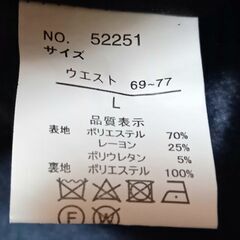 NO. 52251
サイズ
ウエスト 69~77
L
品質表示
表地 ポリエステル 70%
レーヨン 25%
ポリウレタン 5%
裏地 ポリエステル 100%
F W